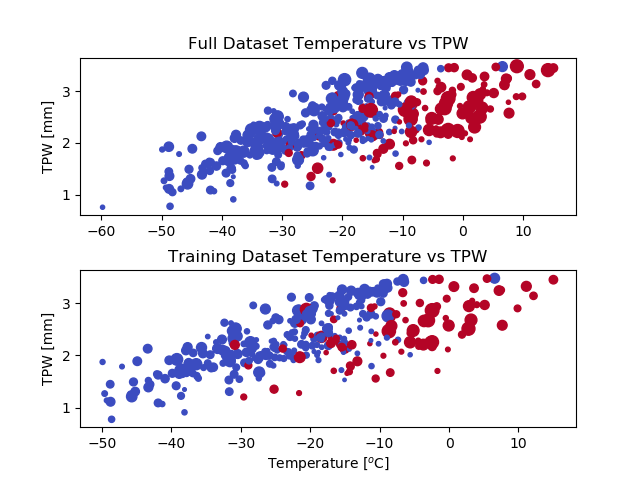 Full Dataset Temperature vs TPW
3
2
1
TPW [mm]
−60 −50 −40 −30 −20 −10 0 10
Training Dataset Temperature vs TPW
3
2
1
TPW [mm]
−50 −40 −30 −20 −10 0 10
Temperature [°C]